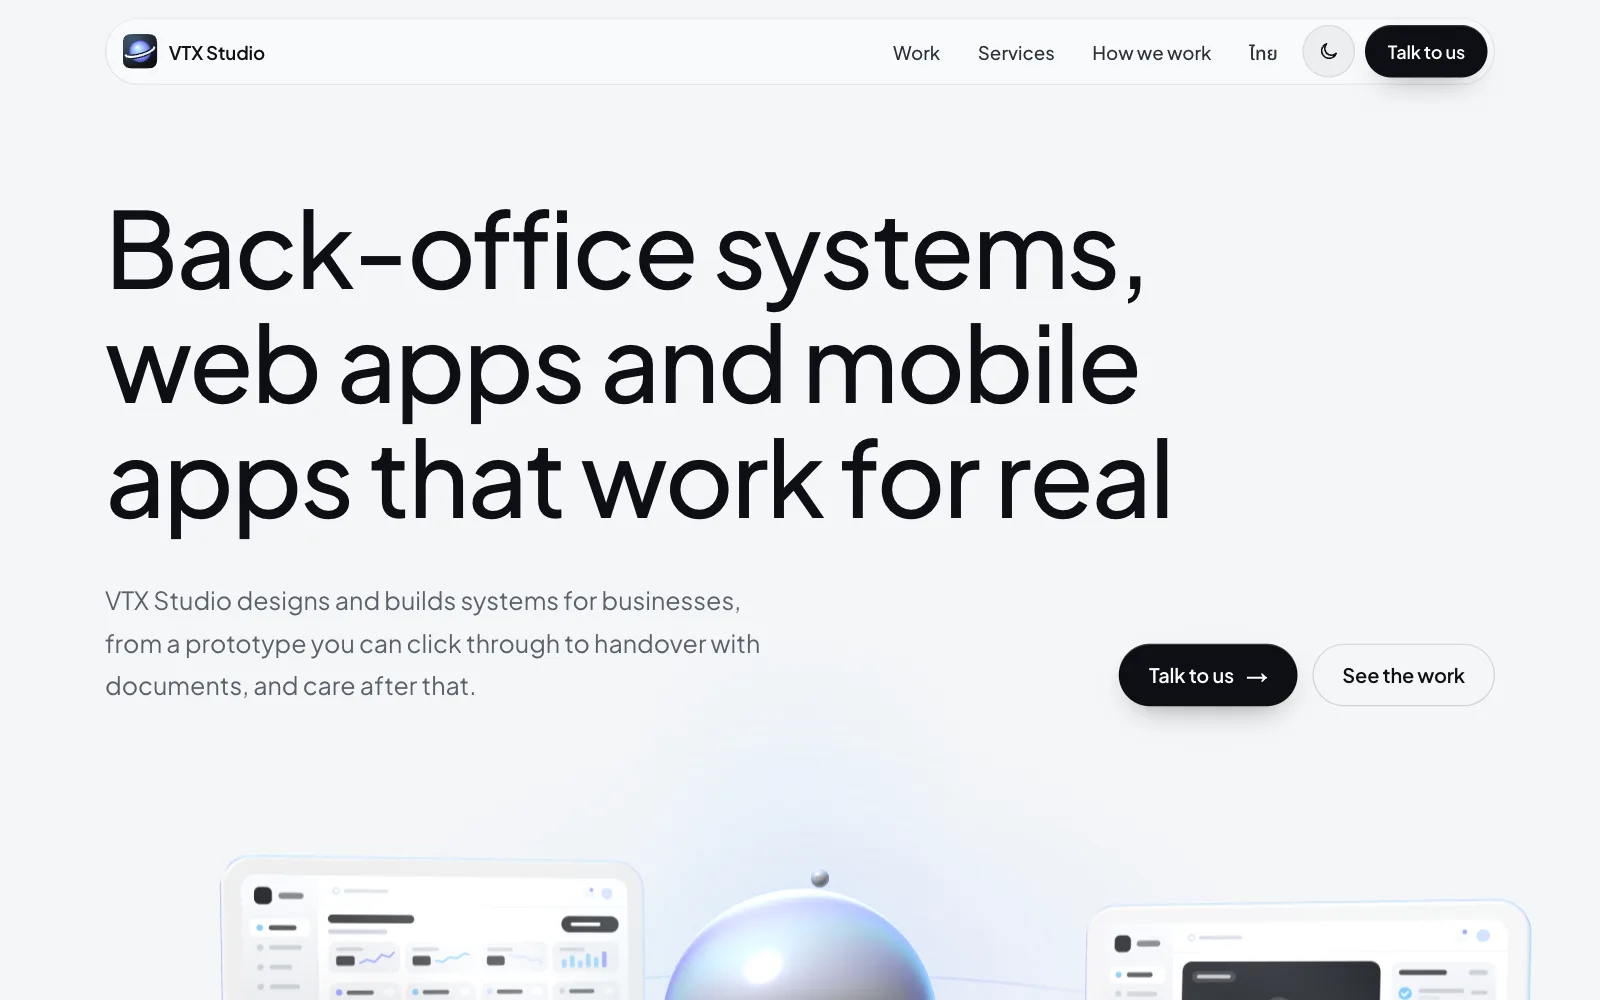 VTX Studio
Work
Services
How we work
ไทย
Talk to us
Back-office systems,
web apps and mobile
apps that work for real
VTX Studio designs and builds systems for businesses,
from a prototype you can click through to handover with
documents, and care after that.
Talk to us →
See the work